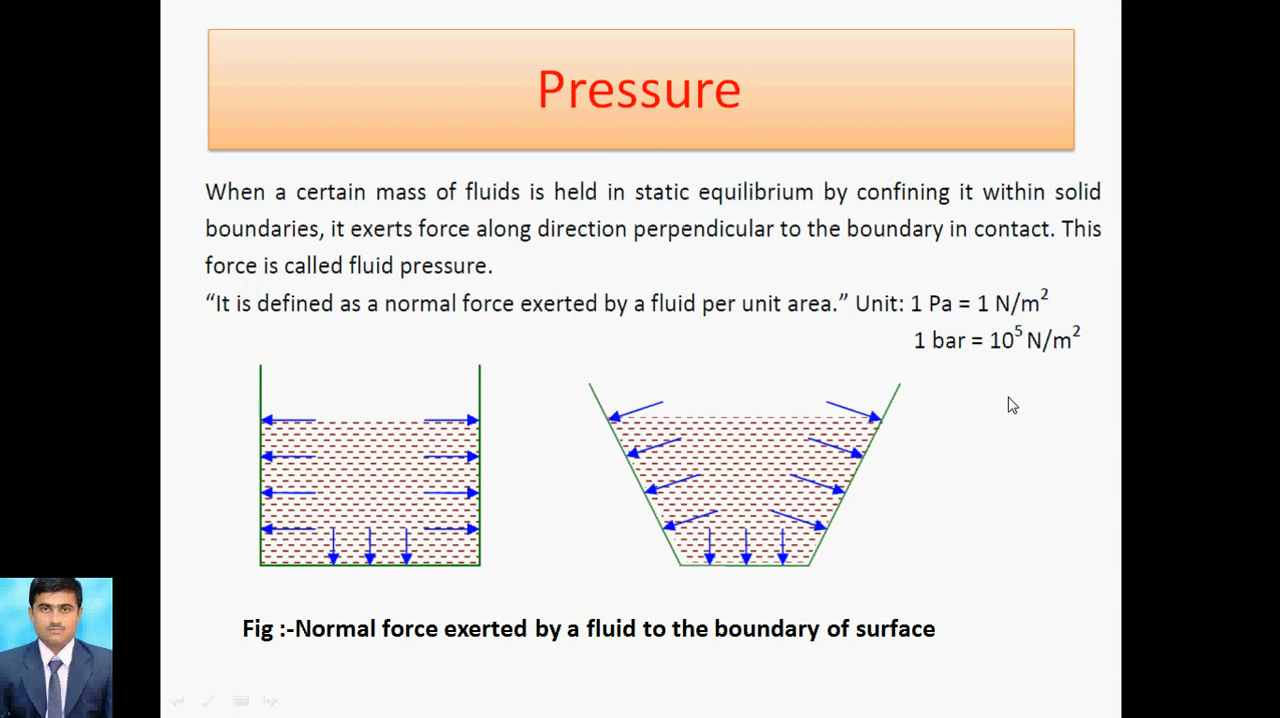 Pressure
When a certain mass of fluids is held in static equilibrium by confining it within solid
boundaries, it exerts force along direction perpendicular to the boundary in contact. This
force is called fluid pressure.
“It is defined as a normal force exerted by a fluid per unit area.” Unit: 1 Pa = 1 N/m²
1 bar = 10⁵ N/m²
Fig :-Normal force exerted by a fluid to the boundary of surface